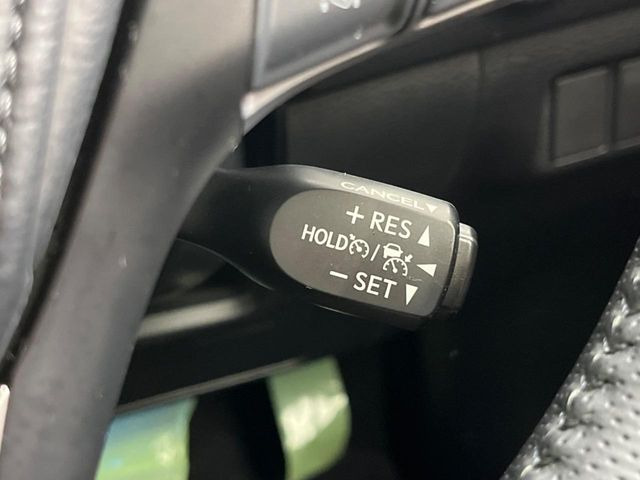 CANCEL▼
+ RES ▲
HOLD / ◀
− SET ▼